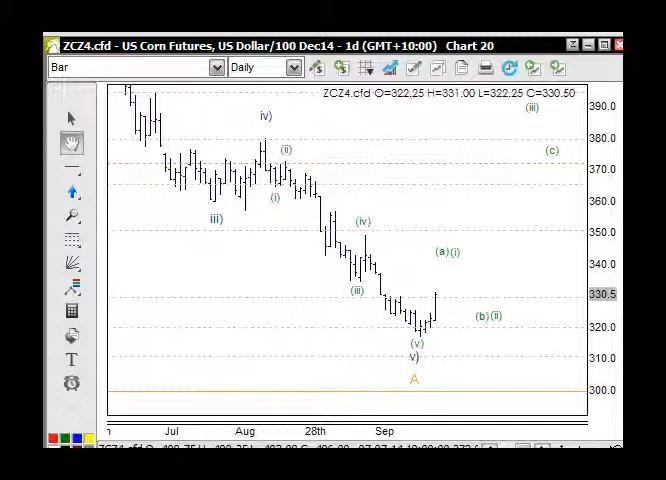 ZCZ4.cfd - US Corn Futures, US Dollar/100 Dec14 - 1d (GMT+10:00) Chart 20
Bar Daily
ZCZ4.cfd O=322.25 H=331.00 L=322.25 C=330.50
390.0
(iii)
iv)
380.0
(ii)
(c)
370.0
(i)
360.0
iii)
(iv)
350.0
(a) (i)
340.0
(iii)
330.5
(b) (ii)
320.0
(v)
v)
310.0
A
300.0
Jul Aug 28th Sep